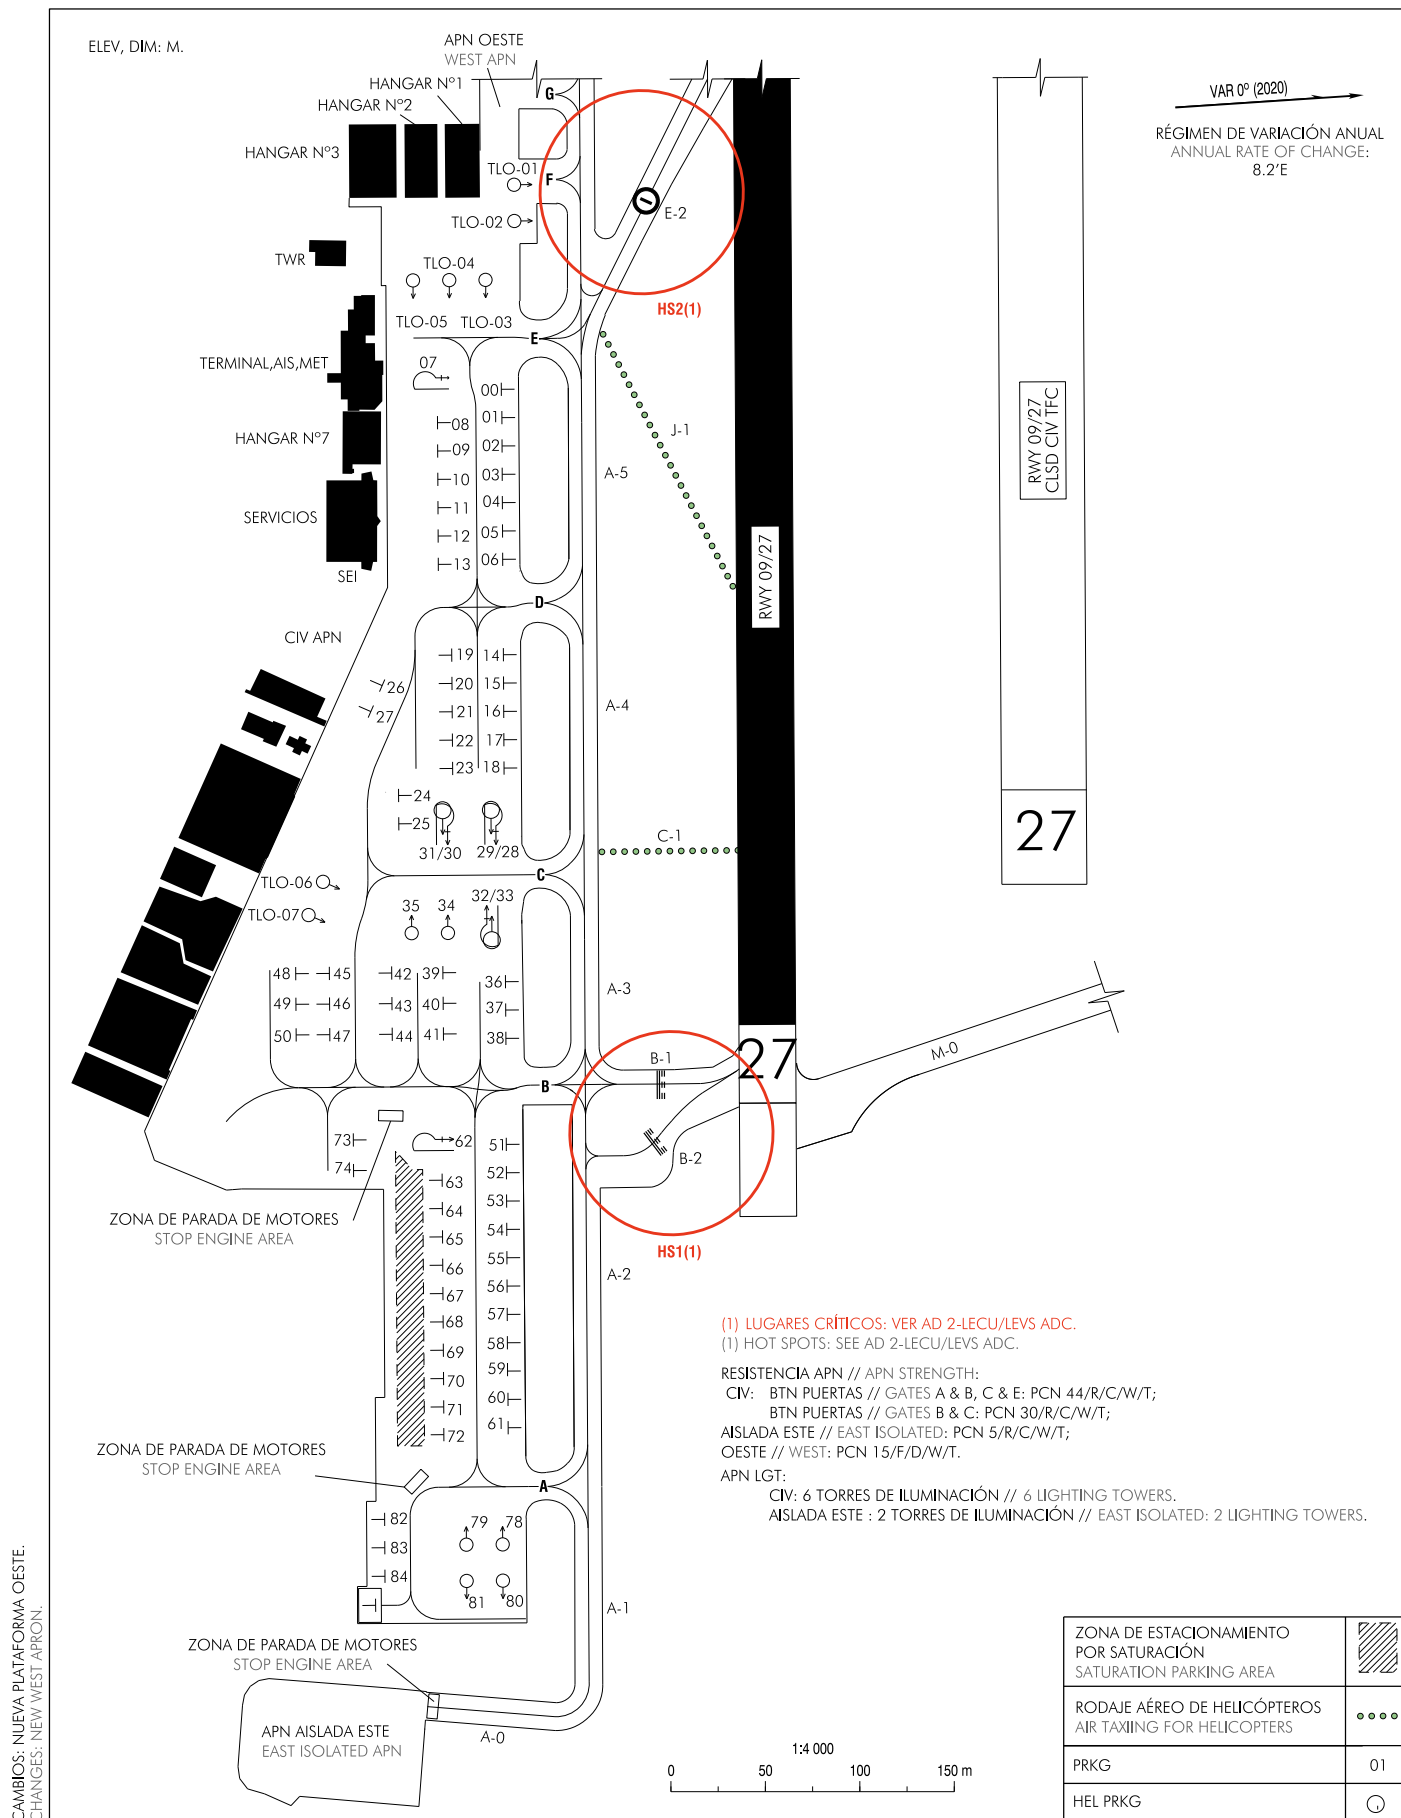 ELEV, DIM: M.
APN OESTE
WEST APN
HANGAR Nº1
HANGAR Nº2
HANGAR Nº3
G
TLO-01
F
TLO-02
E-2
TWR
TLO-04
TLO-05
TLO-03
HS2(1)
E
VAR 0º (2020)
RÉGIMEN DE VARIACIÓN ANUAL
ANNUAL RATE OF CHANGE:
8.2'E
TERMINAL,AIS,MET
07
00
01
08
02
09
03
10
04
11
05
12
06
13
HANGAR Nº7
SERVICIOS
SEI
J-1
A-5
RWY 09/27
RWY 09/27
CLSD CIV TFC
D
CIV APN
19
14
20
15
21
16
22
17
23
18
26
27
24
25
A-4
31/30
29/28
C-1
C
27
TLO-06
TLO-07
35
34
32/33
48
45
42
39
36
49
46
43
40
37
50
47
44
41
38
A-3
B-1
27
M-0
B
B-2
73
74
62
51
63
52
64
53
65
54
66
55
67
56
68
57
69
58
70
59
71
60
72
61
ZONA DE PARADA DE MOTORES
STOP ENGINE AREA
HS1(1)
A-2
(1) LUGARES CRÍTICOS: VER AD 2-LECU/LEVS ADC.
(1) HOT SPOTS: SEE AD 2-LECU/LEVS ADC.
RESISTENCIA APN // APN STRENGTH:
CIV: BTN PUERTAS // GATES A & B, C & E: PCN 44/R/C/W/T;
BTN PUERTAS // GATES B & C: PCN 30/R/C/W/T;
AISLADA ESTE // EAST ISOLATED: PCN 5/R/C/W/T;
OESTE // WEST: PCN 15/F/D/W/T.
APN LGT:
CIV: 6 TORRES DE ILUMINACIÓN // 6 LIGHTING TOWERS.
AISLADA ESTE : 2 TORRES DE ILUMINACIÓN // EAST ISOLATED: 2 LIGHTING TOWERS.
ZONA DE PARADA DE MOTORES
STOP ENGINE AREA
A
82
83
84
79
78
81
80
A-1
ZONA DE PARADA DE MOTORES
STOP ENGINE AREA
APN AISLADA ESTE
EAST ISOLATED APN
A-0
1:4 000
0 50 100 150 m
ZONA DE ESTACIONAMIENTO
POR SATURACIÓN
SATURATION PARKING AREA
RODAJE AÉREO DE HELICÓPTEROS
AIR TAXIING FOR HELICOPTERS
PRKG 01
HEL PRKG
CAMBIOS: NUEVA PLATAFORMA OESTE.
CHANGES: NEW WEST APRON.